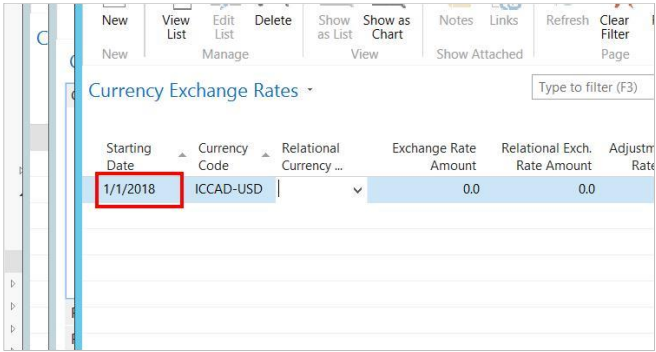 New View List Edit List Delete Show as List Show as Chart Notes Links Refresh Clear Filter
New Manage View Show Attached Page
Currency Exchange Rates
Type to filter (F3)
Starting Date Currency Code Relational Currency ... Exchange Rate Amount Relational Exch. Rate Amount Adjustm Rate
1/1/2018 ICCAD-USD 0.0 0.0